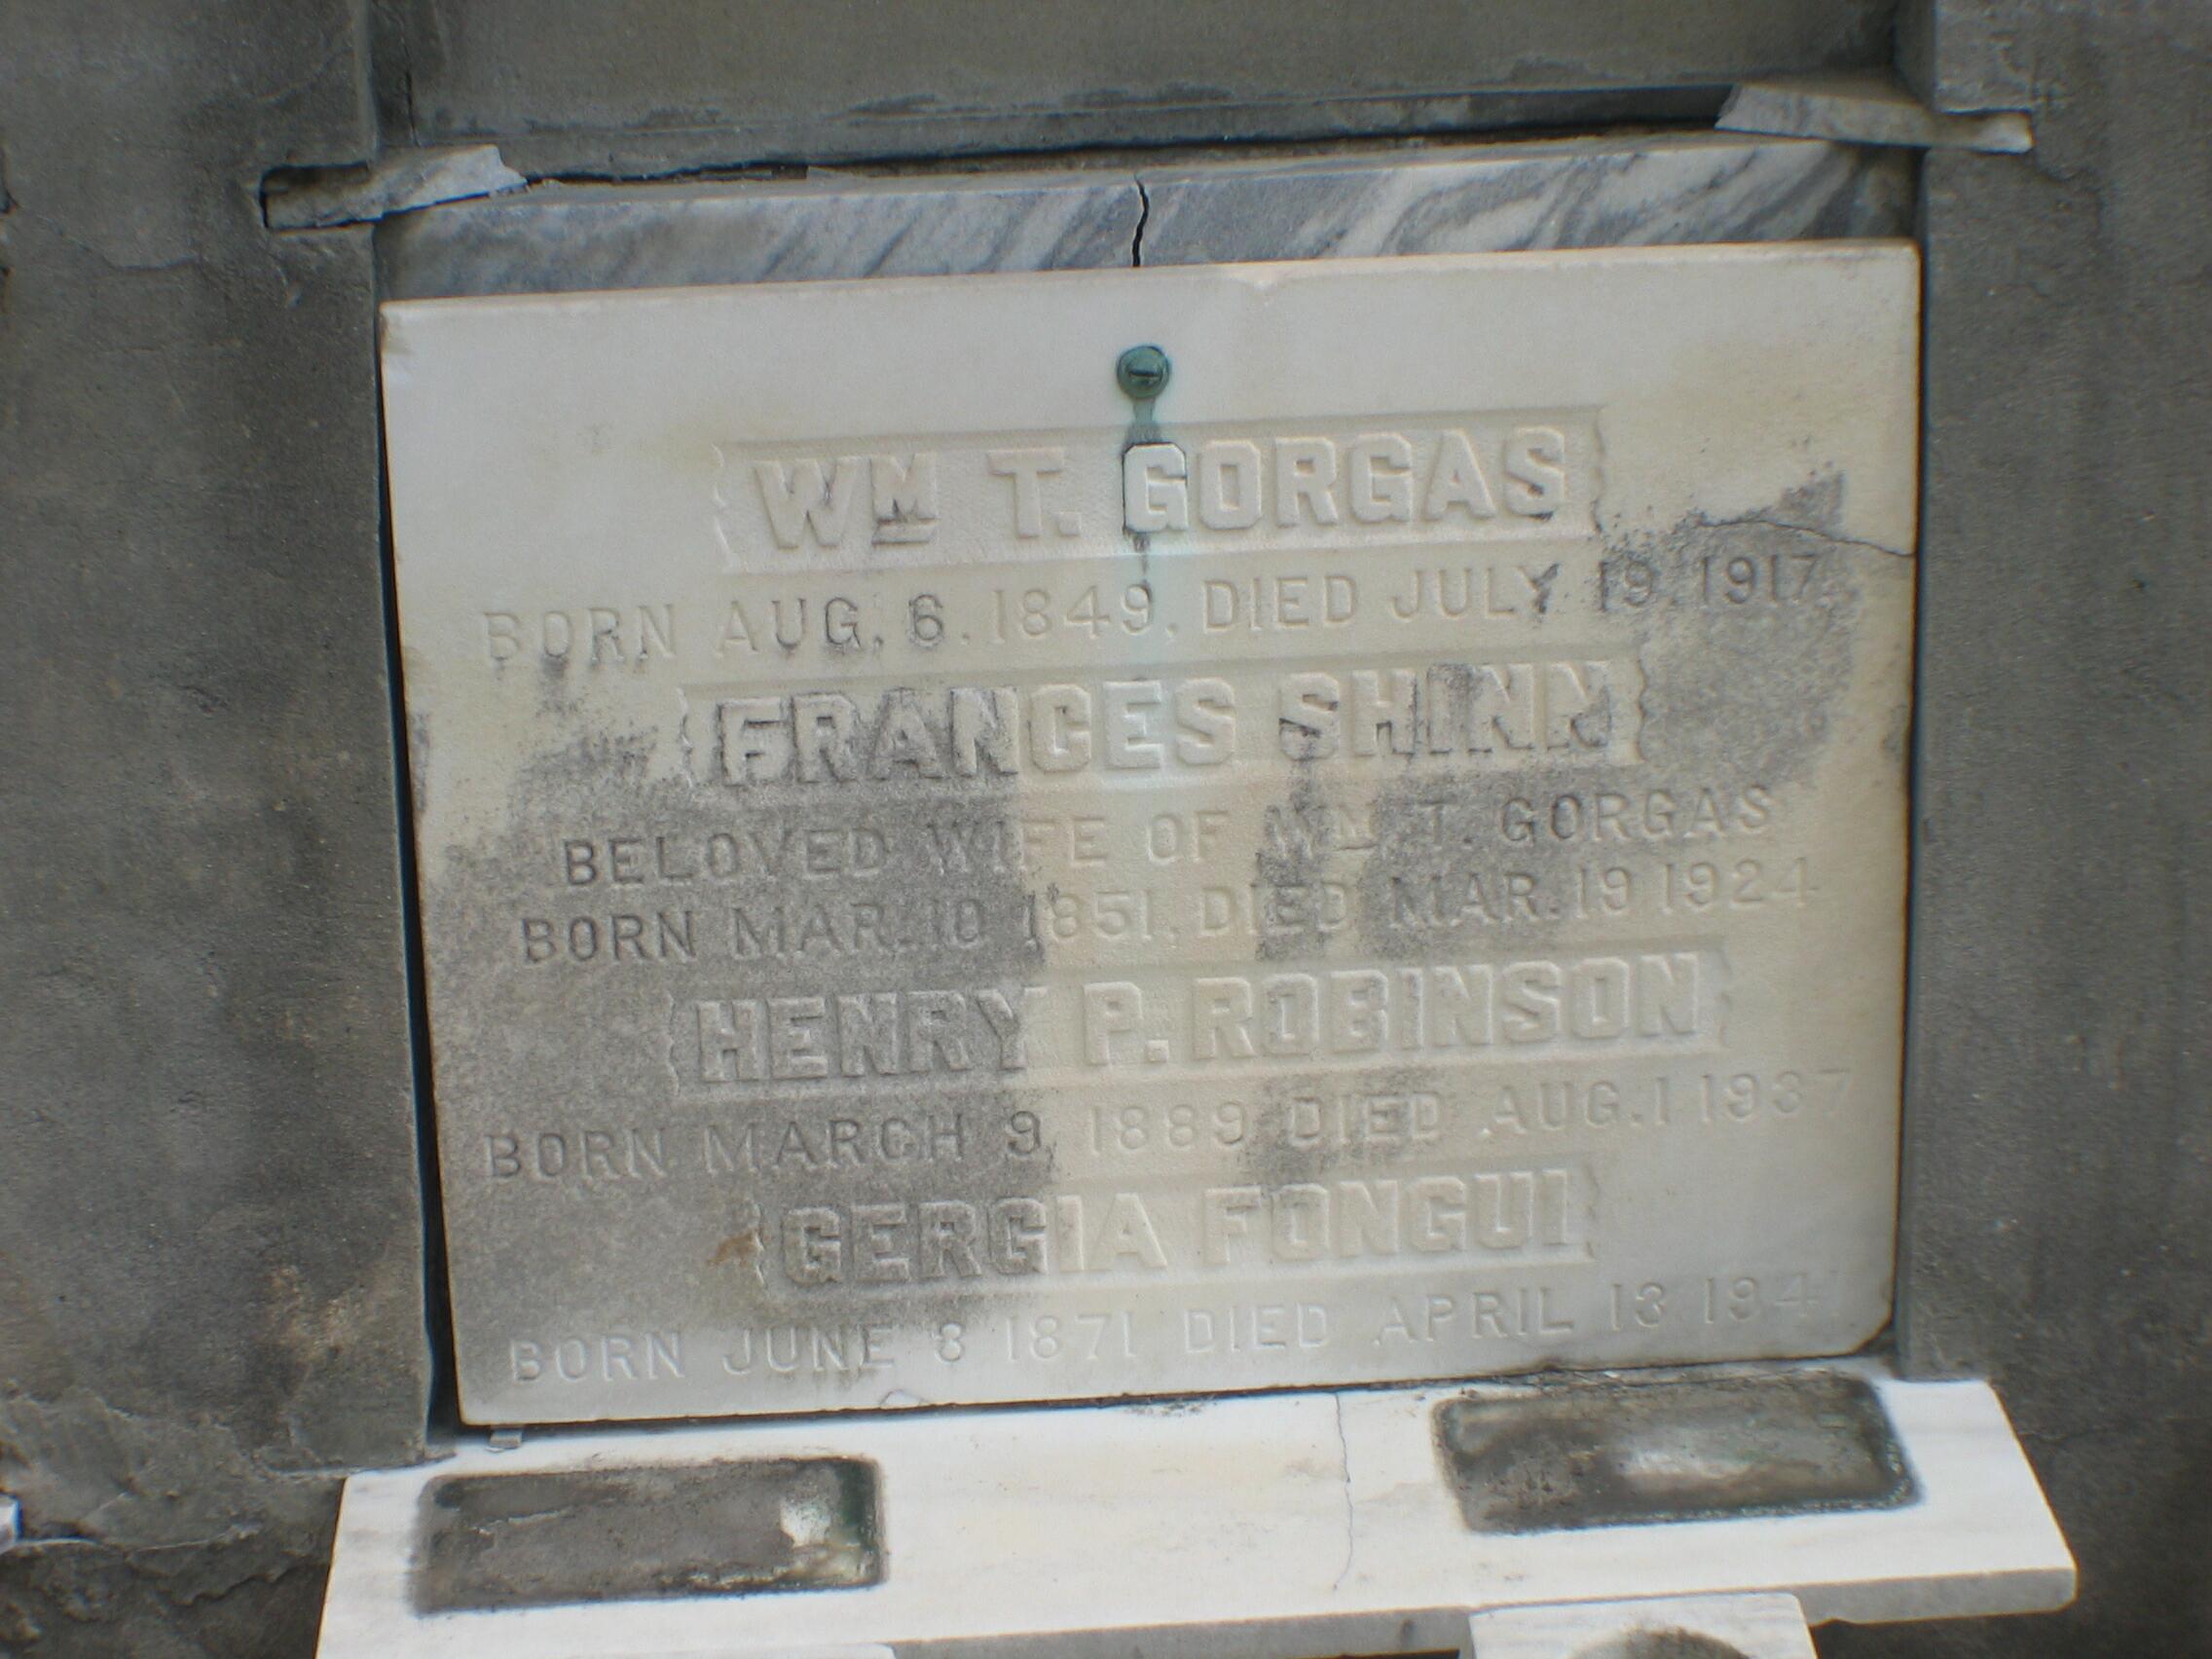 WM T. GORGAS
BORN AUG. 6. 1849, DIED JULY 19, 1917
FRANCES SHINN
BELOVED WIFE OF WM T. GORGAS
BORN MAR. 10 1851, DIED MAR. 19 1924
HENRY P. ROBINSON
BORN MARCH 9, 1889 DIED AUG. 1 1937
GERGIA FONGUI
BORN JUNE 8 1871 DIED APRIL 13 1941